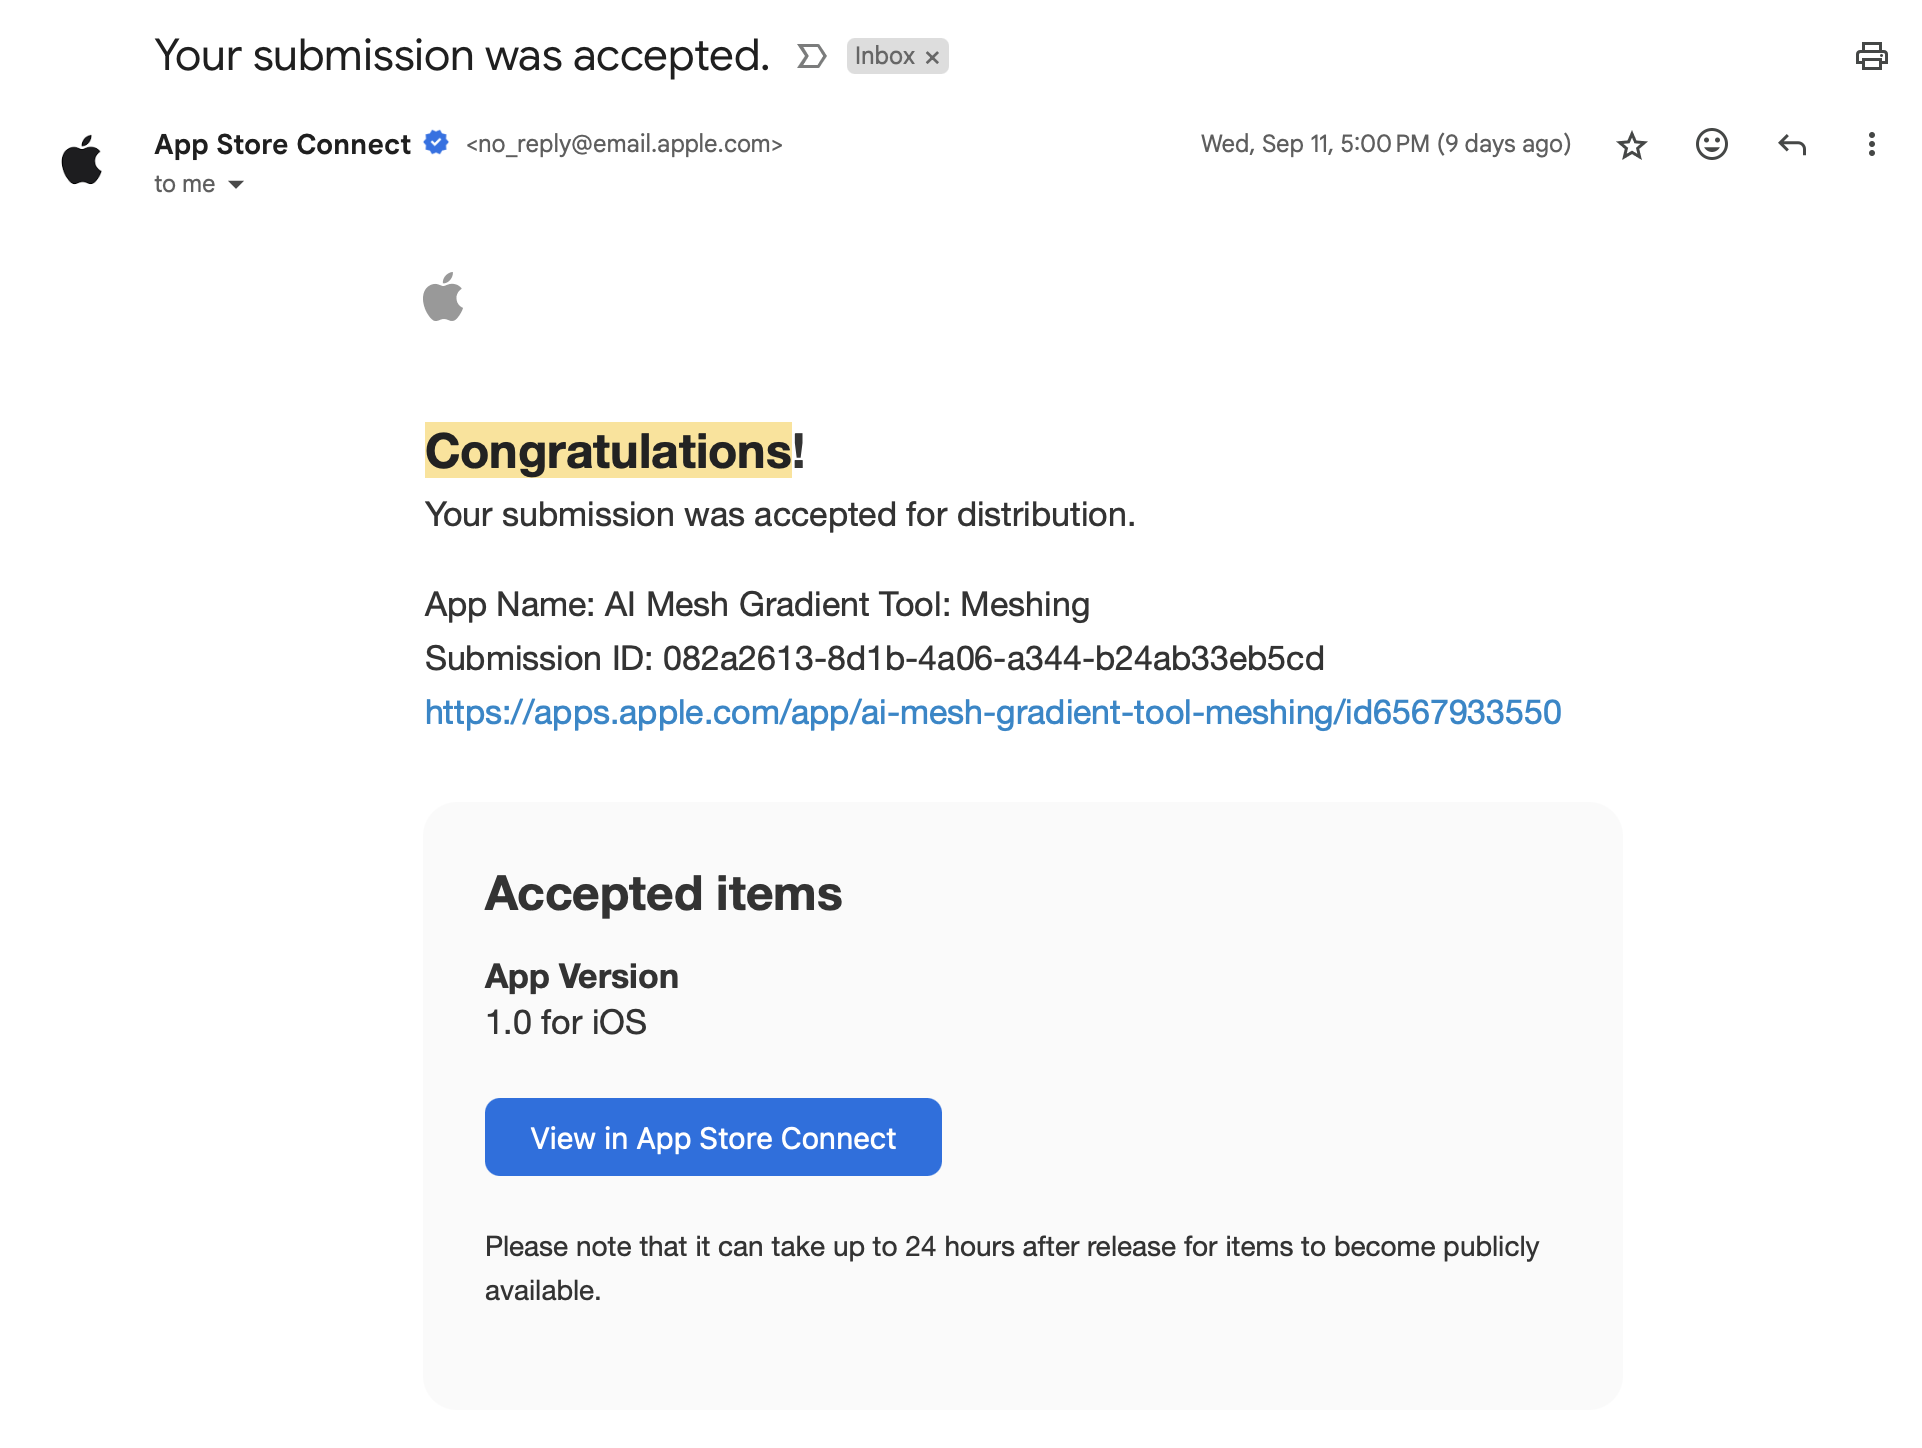 Your submission was accepted. Inbox ×
App Store Connect <no_reply@email.apple.com> Wed, Sep 11, 5:00 PM (9 days ago)
to me
Congratulations!
Your submission was accepted for distribution.
App Name: AI Mesh Gradient Tool: Meshing
Submission ID: 082a2613-8d1b-4a06-a344-b24ab33eb5cd
https://apps.apple.com/app/ai-mesh-gradient-tool-meshing/id6567933550
Accepted items
App Version
1.0 for iOS
View in App Store Connect
Please note that it can take up to 24 hours after release for items to become publicly
available.